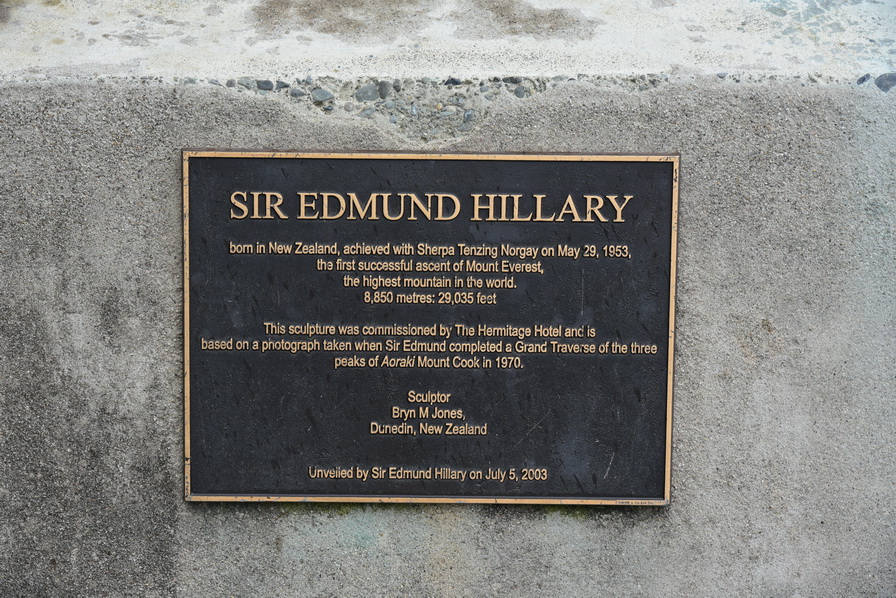 SIR EDMUND HILLARY
born in New Zealand, achieved with Sherpa Tenzing Norgay on May 29, 1953,
the first successful ascent of Mount Everest,
the highest mountain in the world.
8,850 metres: 29,035 feet
This sculpture was commissioned by The Hermitage Hotel and is
based on a photograph taken when Sir Edmund completed a Grand Traverse of the three
peaks of Aoraki Mount Cook in 1970.
Sculptor
Bryn M Jones,
Dunedin, New Zealand
Unveiled by Sir Edmund Hillary on July 5, 2003